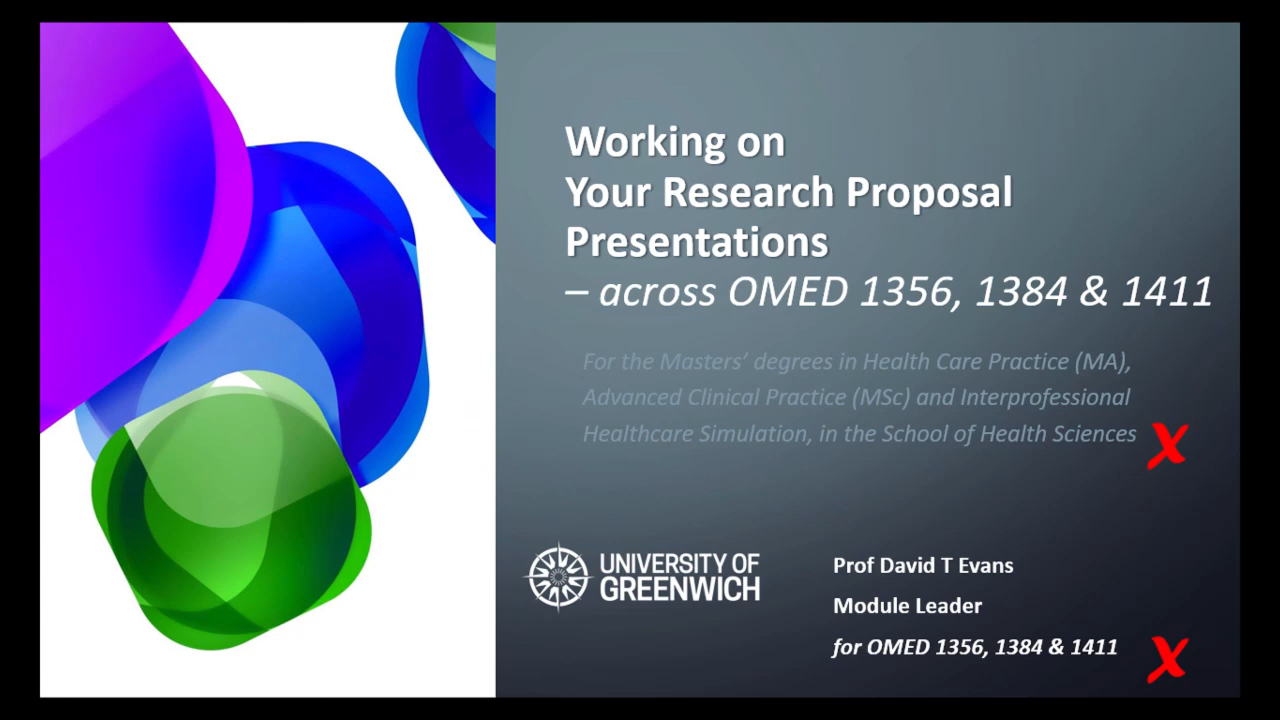 Working on
Your Research Proposal
Presentations
– across OMED 1356, 1384 & 1411
For the Masters’ degrees in Health Care Practice (MA),
Advanced Clinical Practice (MSc) and Interprofessional
Healthcare Simulation, in the School of Health Sciences
UNIVERSITY OF
GREENWICH
Prof David T Evans
Module Leader
for OMED 1356, 1384 & 1411